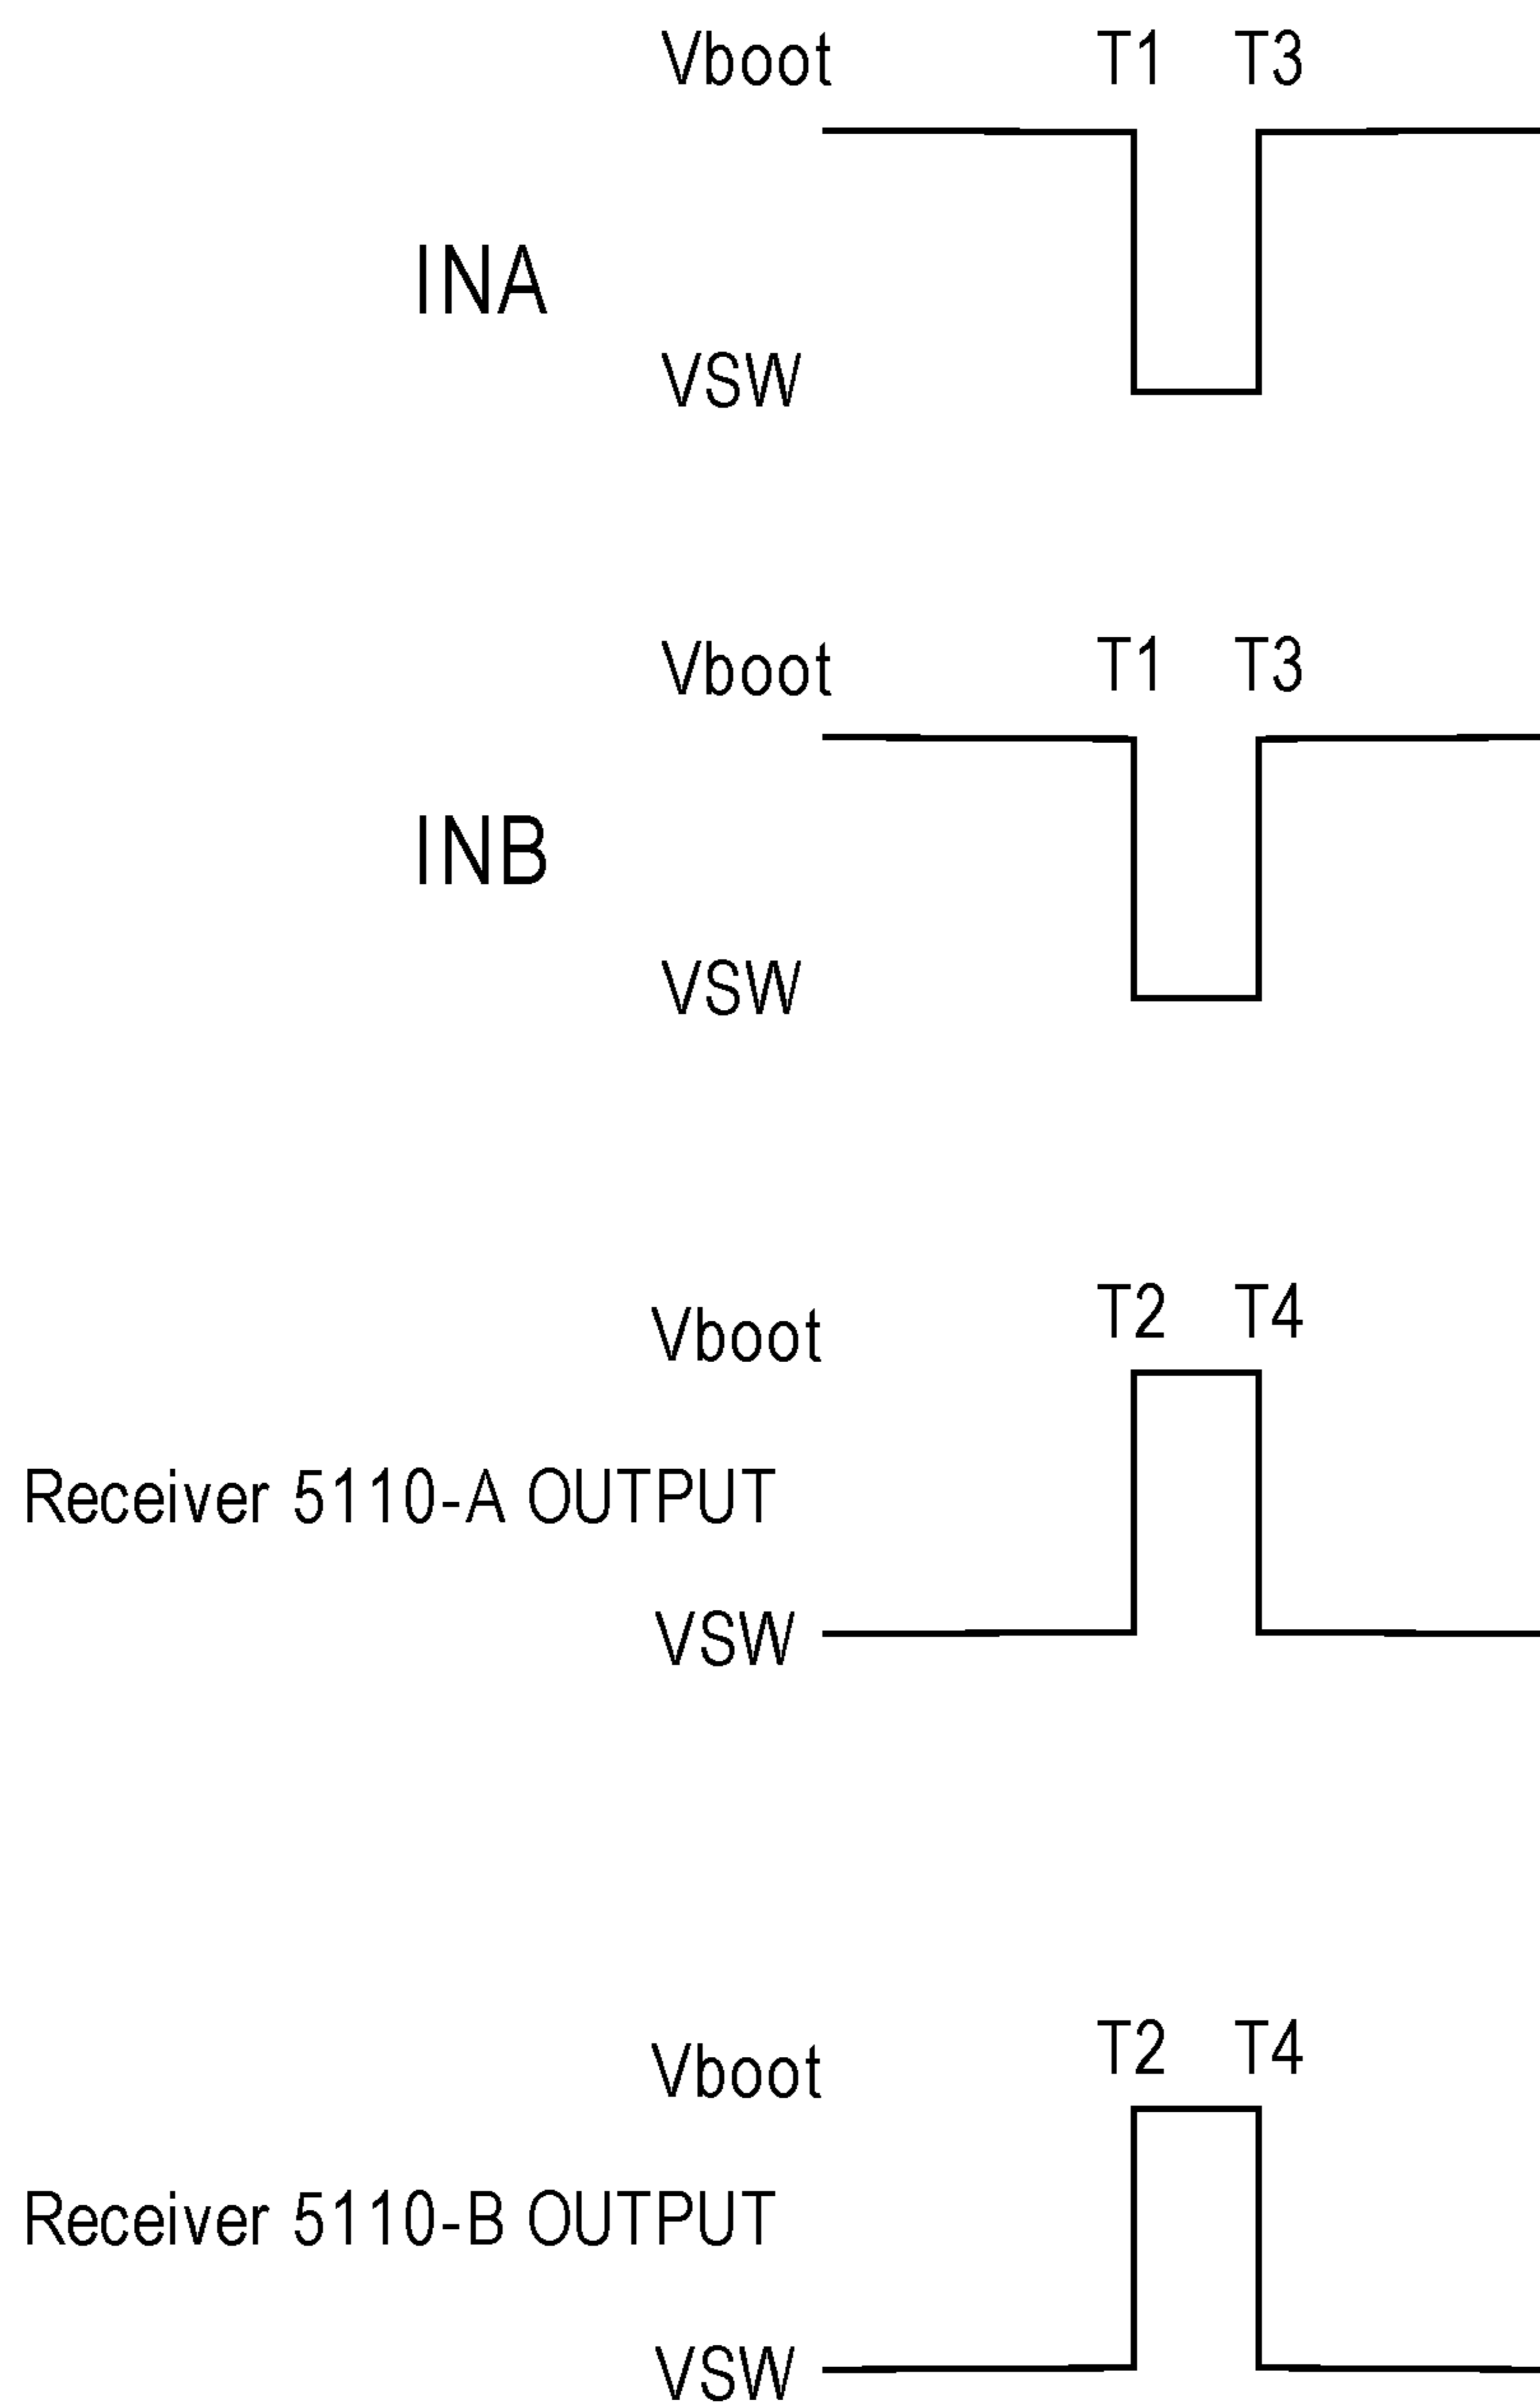 Vboot T1 T3
INA
VSW
Vboot T1 T3
INB
VSW
Vboot T2 T4
Receiver 5110-A OUTPUT
VSW
Vboot T2 T4
Receiver 5110-B OUTPUT
VSW